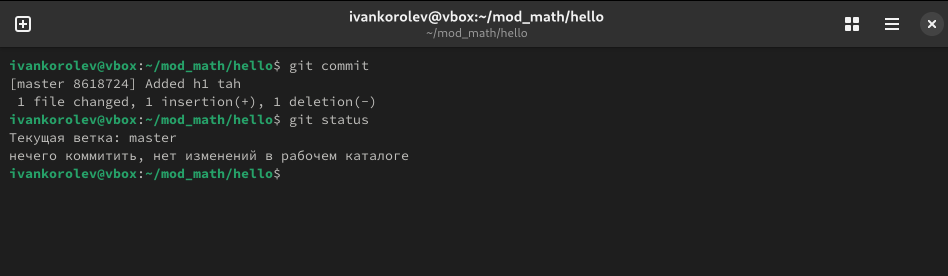 ivankorolev@vbox:~/mod_math/hello
~/mod_math/hello
ivankorolev@vbox:~/mod_math/hello$ git commit
[master 8618724] Added h1 tah
 1 file changed, 1 insertion(+), 1 deletion(-)
ivankorolev@vbox:~/mod_math/hello$ git status
Текущая ветка: master
нечего коммитить, нет изменений в рабочем каталоге
ivankorolev@vbox:~/mod_math/hello$